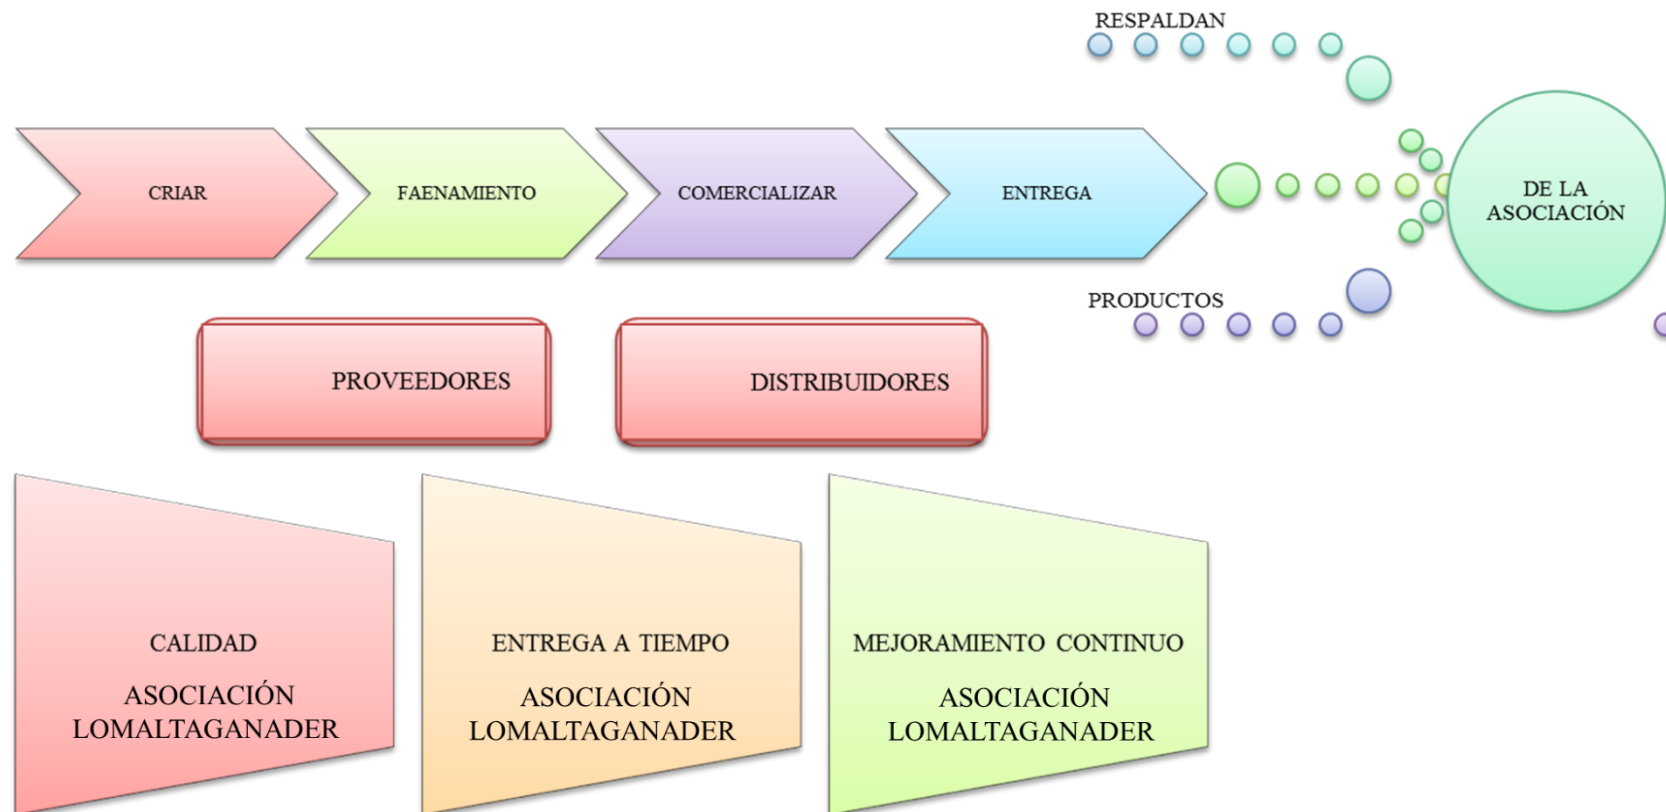 RESPALDAN
CRIAR
FAENAMIENTO
COMERCIALIZAR
ENTREGA
DE LA
ASOCIACIÓN
PRODUCTOS
PROVEEDORES
DISTRIBUIDORES
CALIDAD
ASOCIACIÓN
LOMALTAGANADER
ENTREGA A TIEMPO
ASOCIACIÓN
LOMALTAGANADER
MEJORAMIENTO CONTINUO
ASOCIACIÓN
LOMALTAGANADER